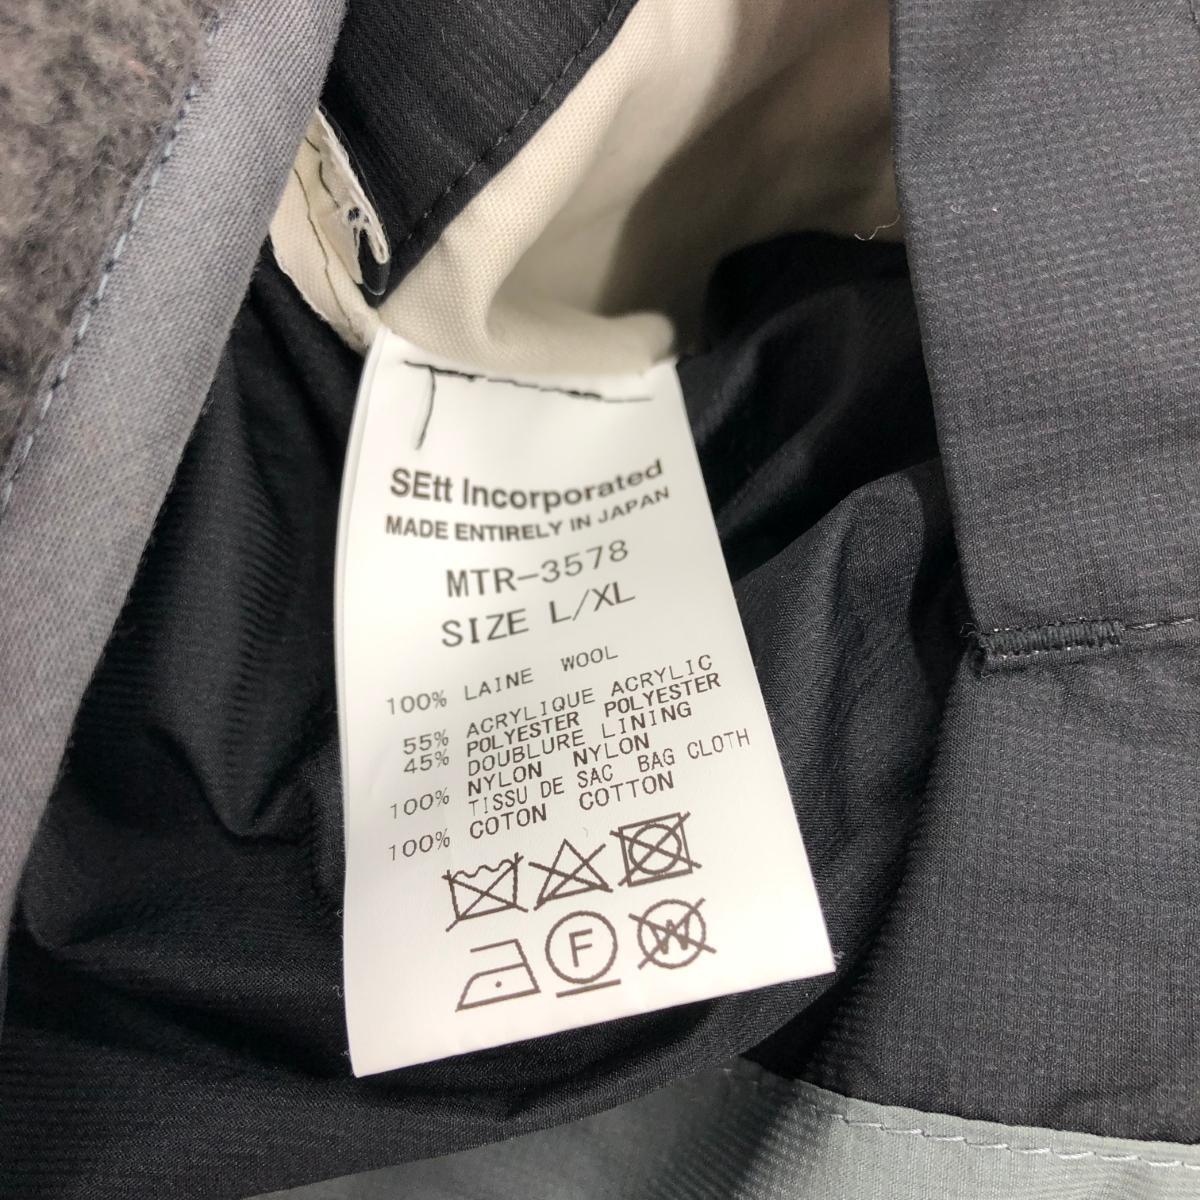 SEtt Incorporated
MADE ENTIRELY IN JAPAN
MTR-3578
SIZE L/XL
100% LAINE WOOL
55% ACRYLIQUE ACRYLIC
45% POLYESTER POLYESTER
DOUBLURE LINING
100% NYLON NYLON
TISSU DE SAC BAG CLOTH
100% COTON COTTON
F W